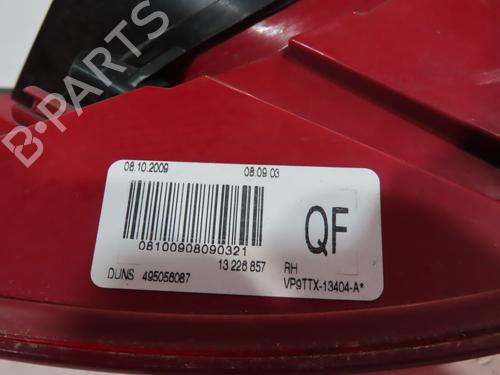 B-PARTS
08.10.2009 08.09 03
08100908090321
QF
13 226 857 RH
DUNS 495056087 VP9TTX-13404-A*